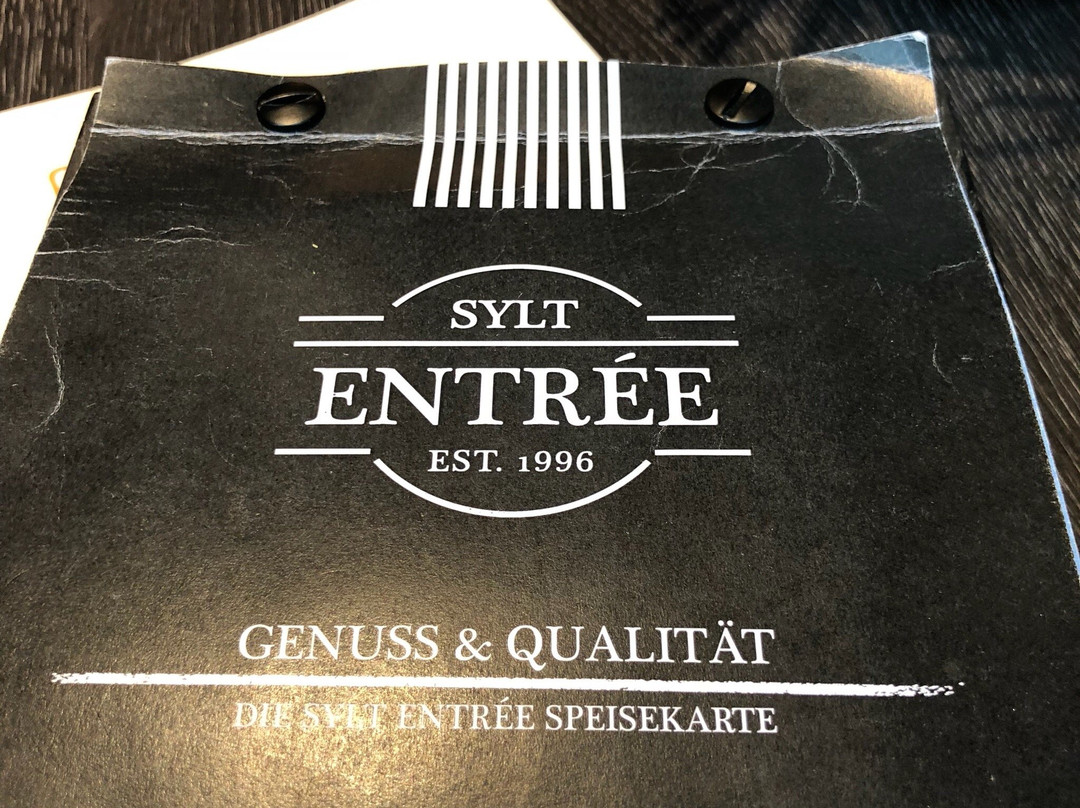 SYLT
ENTRÉE
EST. 1996
GENUSS & QUALITÄT
DIE SYLT ENTRÉE SPEISEKARTE